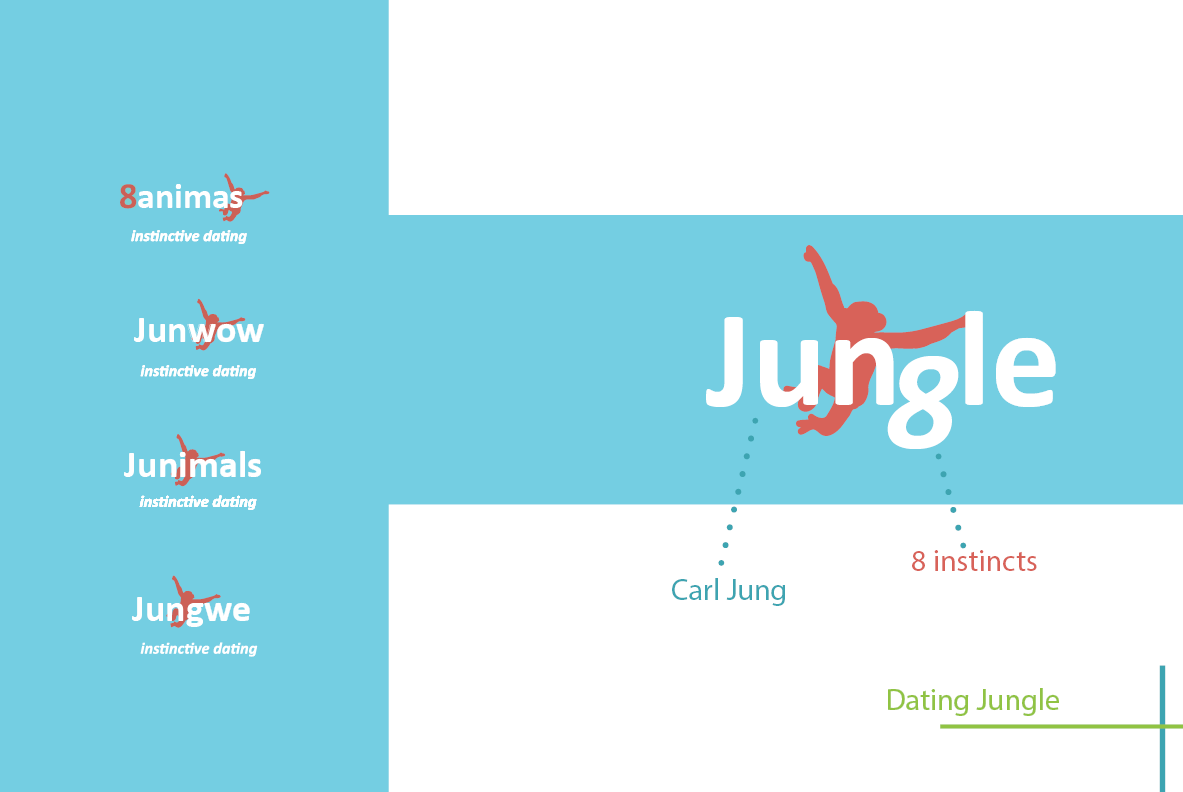 8animas
instinctive dating
Junwow
instinctive dating
Junimals
instinctive dating
Jungwe
instinctive dating
Jun8le
Carl Jung
8 instincts
Dating Jungle